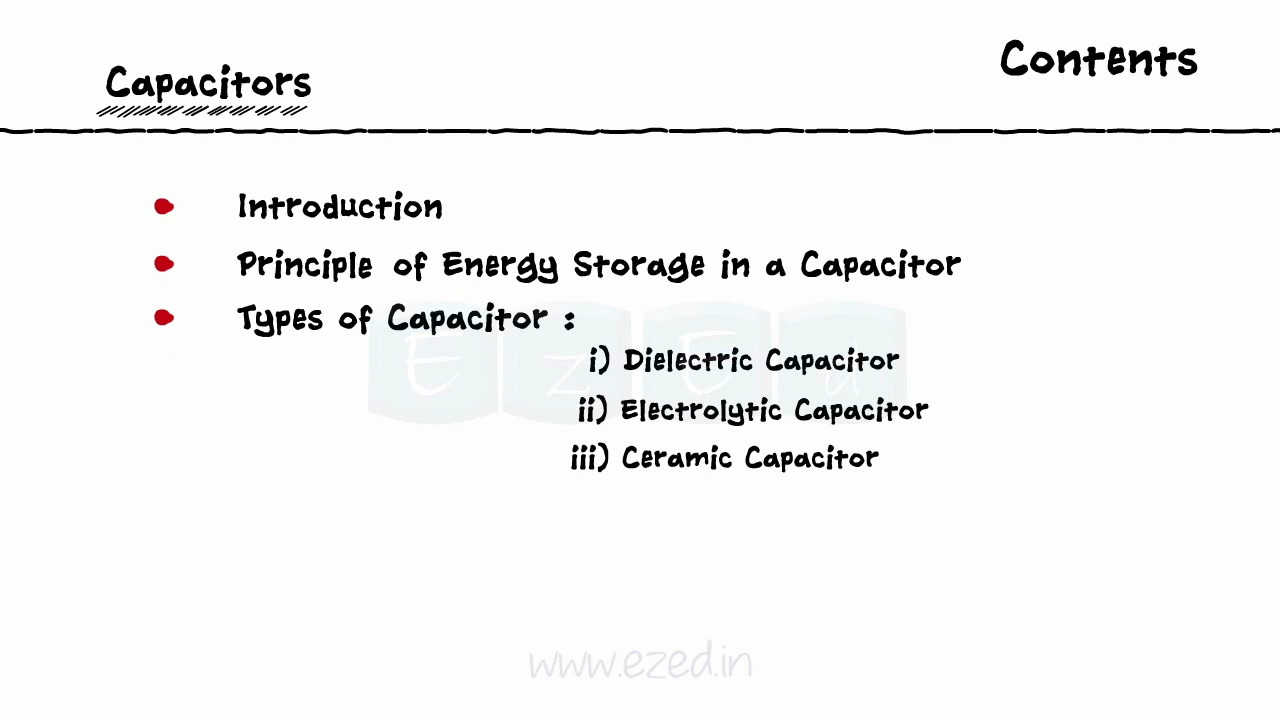 Contents
Capacitors
Introduction
Principle of Energy Storage in a Capacitor
Types of Capacitor :
i) Dielectric Capacitor
ii) Electrolytic Capacitor
iii) Ceramic Capacitor
EzEd
www.ezed.in